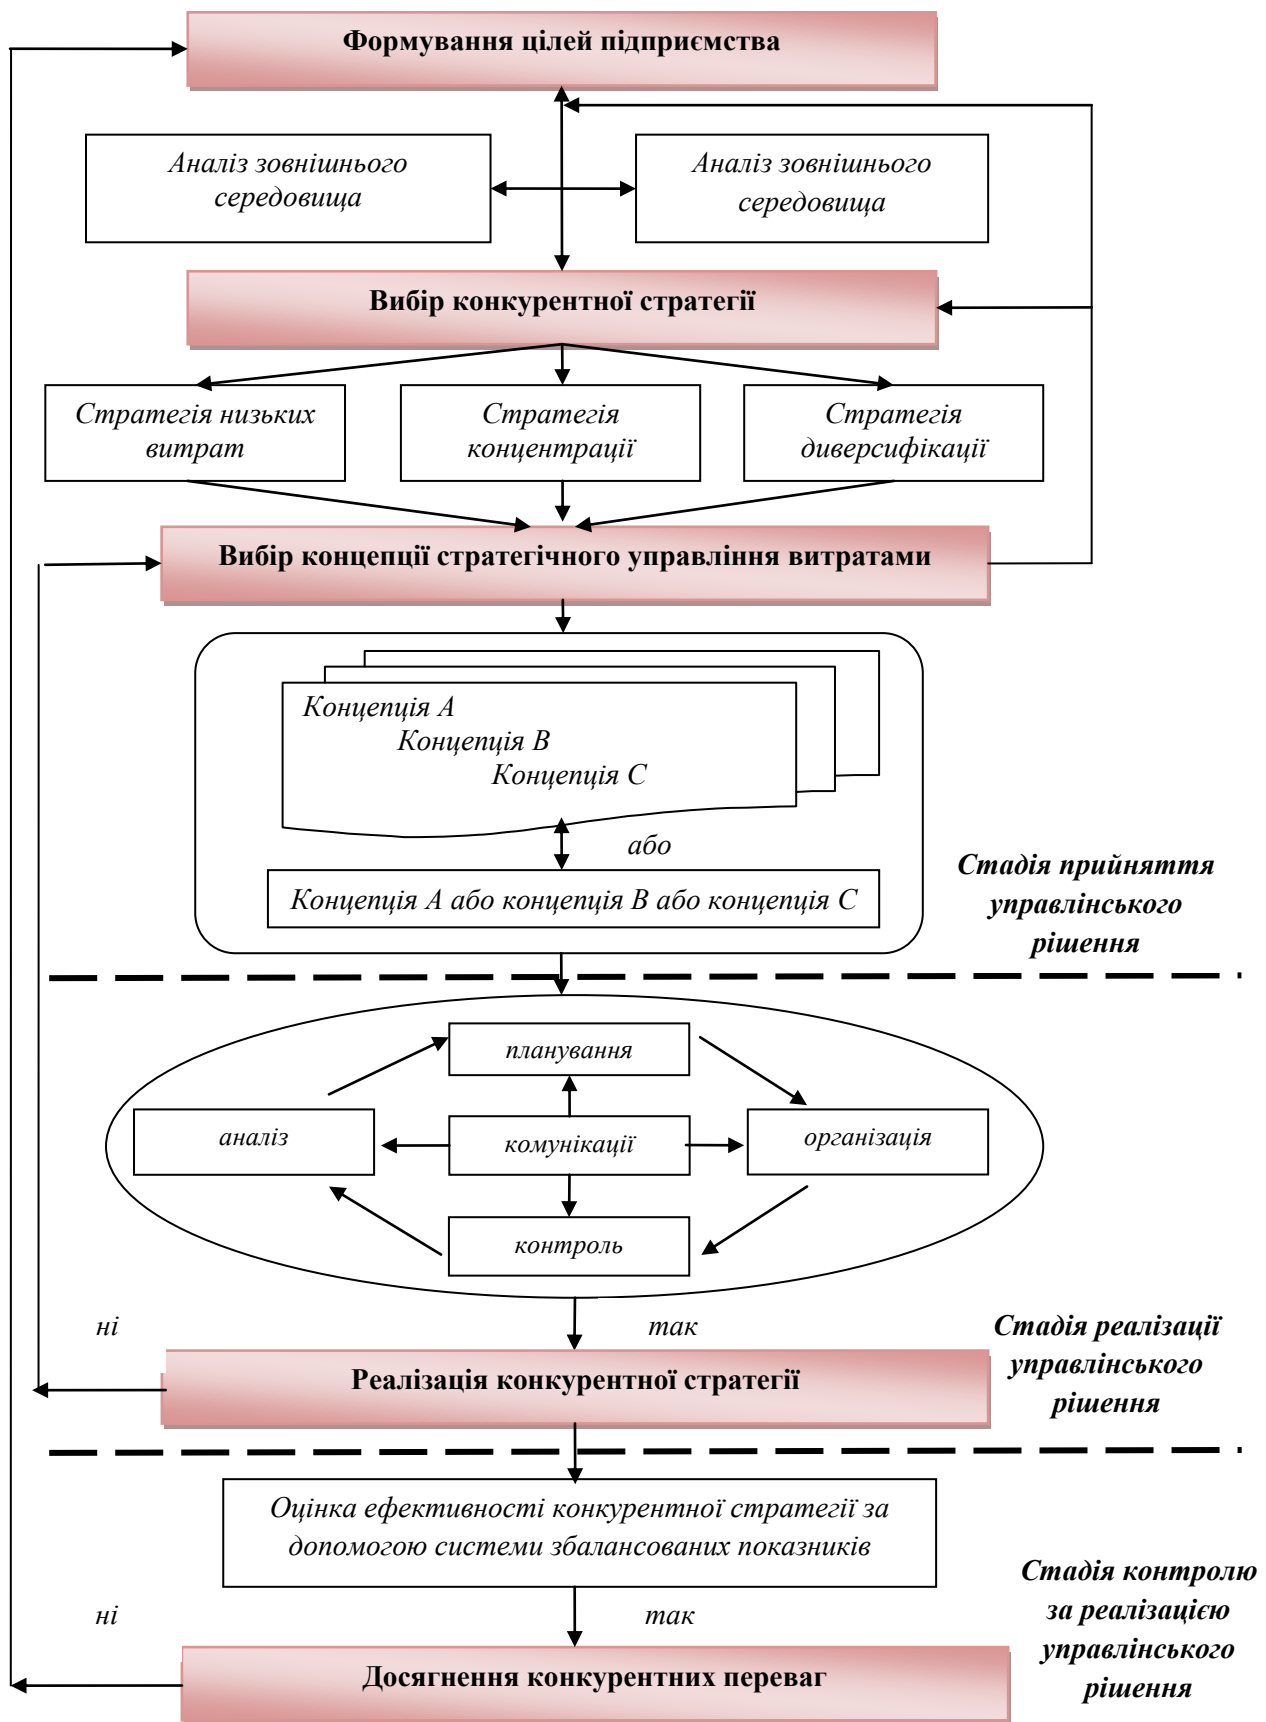 Формування цілей підприємства
Аналіз зовнішнього
середовища
Аналіз зовнішнього
середовища
Вибір конкурентної стратегії
Стратегія низьких
витрат
Стратегія
концентрації
Стратегія
диверсифікації
Вибір концепції стратегічного управління витратами
Концепція А
Концепція В
Концепція С
або
Концепція А або концепція В або концепція С
Стадія прийняття
управлінського
рішення
планування
аналіз
комунікації
організація
контроль
ні
так
Стадія реалізації
управлінського
рішення
Реалізація конкурентної стратегії
Оцінка ефективності конкурентної стратегії за
допомогою системи збалансованих показників
ні
так
Стадія контролю
за реалізацією
управлінського
рішення
Досягнення конкурентних переваг